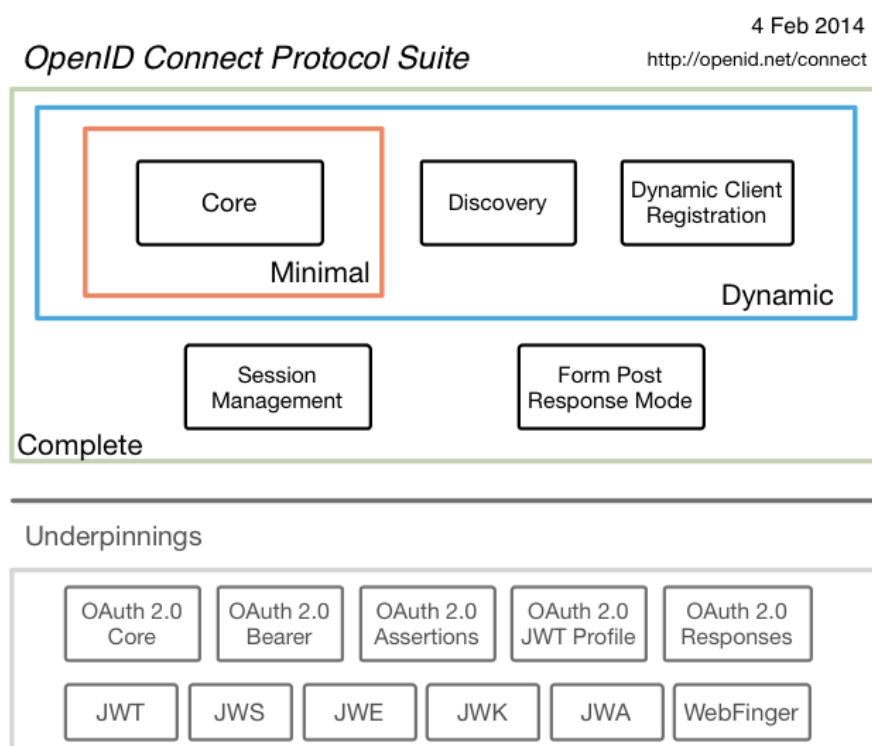 4 Feb 2014
OpenID Connect Protocol Suite
http://openid.net/connect
Core
Discovery
Dynamic Client
Registration
Minimal
Dynamic
Session
Management
Form Post
Response Mode
Complete
Underpinnings
OAuth 2.0
Core
OAuth 2.0
Bearer
OAuth 2.0
Assertions
OAuth 2.0
JWT Profile
OAuth 2.0
Responses
JWT
JWS
JWE
JWK
JWA
WebFinger